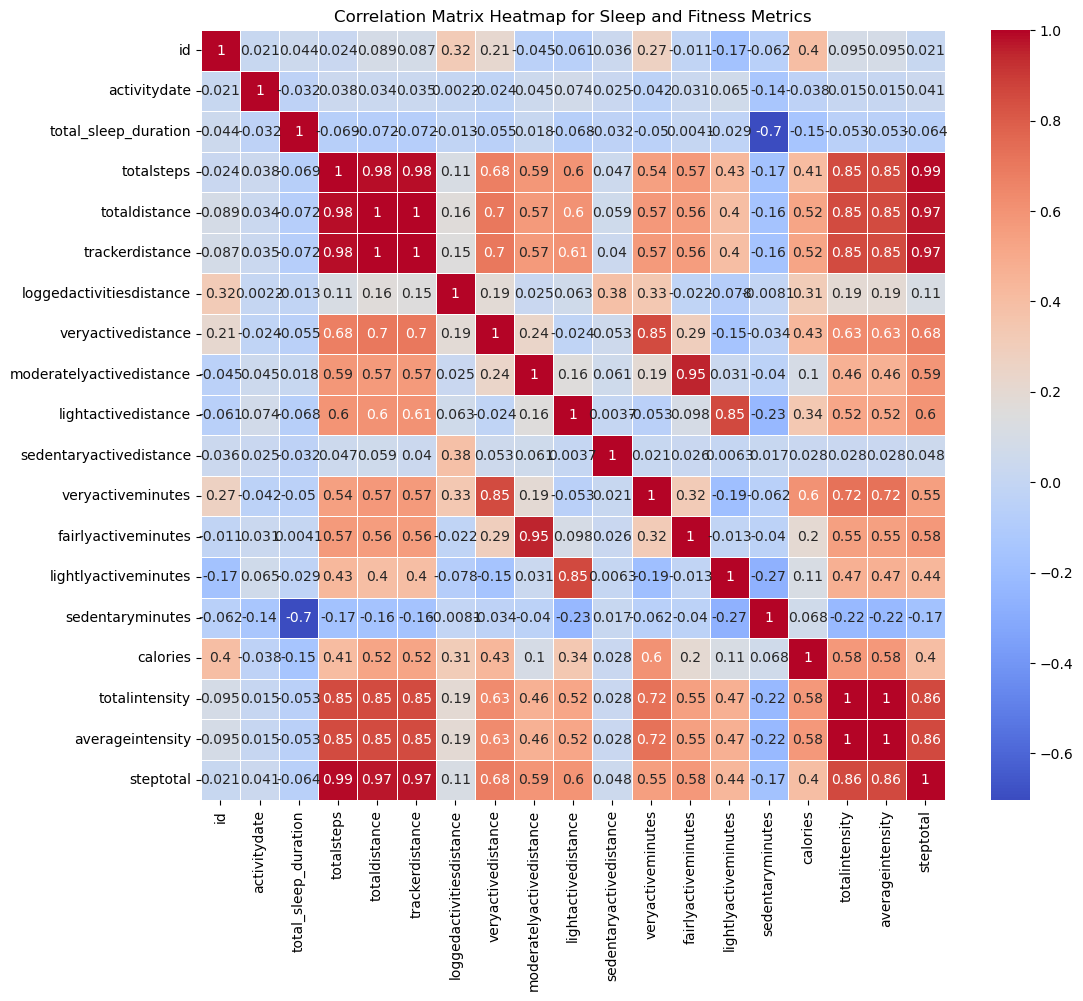 Correlation Matrix Heatmap for Sleep and Fitness Metrics
id 1 0.021 -0.044 0.024 0.089 0.087 0.32 0.21 -0.045 -0.061 0.036 0.27 -0.011 -0.17 -0.062 0.4 0.095 0.095 0.021
activitydate 0.021 1 -0.032 0.038 0.034 0.035 0.0022 -0.024 0.045 0.074 0.025 -0.042 0.031 0.065 -0.14 -0.038 0.015 0.015 0.041
total_sleep_duration -0.044 -0.032 1 -0.069 -0.072 -0.072 -0.013 -0.055 -0.018 -0.068 -0.032 -0.05 0.0041 -0.029 -0.7 -0.15 -0.053 -0.053 -0.064
totalsteps 0.024 0.038 -0.069 1 0.98 0.98 0.11 0.68 0.59 0.6 0.047 0.54 0.57 0.43 -0.17 0.41 0.85 0.85 0.99
totaldistance 0.089 0.034 -0.072 0.98 1 1 0.16 0.7 0.57 0.6 0.059 0.57 0.56 0.4 -0.16 0.52 0.85 0.85 0.97
trackerdistance 0.087 0.035 -0.072 0.98 1 1 0.15 0.7 0.57 0.61 0.04 0.57 0.56 0.4 -0.16 0.52 0.85 0.85 0.97
loggedactivitiesdistance 0.32 0.0022 -0.013 0.11 0.16 0.15 1 0.19 0.025 0.063 0.38 0.33 -0.022 -0.078 -0.0081 0.31 0.19 0.19 0.11
veryactivedistance 0.21 -0.024 -0.055 0.68 0.7 0.7 0.19 1 0.24 -0.024 0.053 0.85 0.29 -0.15 -0.034 0.43 0.63 0.63 0.68
moderatelyactivedistance -0.045 0.045 -0.018 0.59 0.57 0.57 0.025 0.24 1 0.16 0.061 0.19 0.95 0.031 -0.04 0.1 0.46 0.46 0.59
lightactivedistance -0.061 0.074 -0.068 0.6 0.6 0.61 0.063 -0.024 0.16 1 0.0037 -0.053 0.098 0.85 -0.23 0.34 0.52 0.52 0.6
sedentaryactivedistance 0.036 0.025 -0.032 0.047 0.059 0.04 0.38 0.053 0.061 0.0037 1 0.021 0.026 0.0063 0.017 0.028 0.028 0.028 0.048
veryactiveminutes 0.27 -0.042 -0.05 0.54 0.57 0.57 0.33 0.85 0.19 -0.053 0.021 1 0.32 -0.19 -0.062 0.6 0.72 0.72 0.55
fairlyactiveminutes -0.011 0.031 0.0041 0.57 0.56 0.56 -0.022 0.29 0.95 0.098 0.026 0.32 1 -0.013 -0.04 0.2 0.55 0.55 0.58
lightlyactiveminutes -0.17 0.065 -0.029 0.43 0.4 0.4 -0.078 -0.15 0.031 0.85 0.0063 -0.19 -0.013 1 -0.27 0.11 0.47 0.47 0.44
sedentaryminutes -0.062 -0.14 -0.7 -0.17 -0.16 -0.16 -0.0081 -0.034 -0.04 -0.23 0.017 -0.062 -0.04 -0.27 1 0.068 -0.22 -0.22 -0.17
calories 0.4 -0.038 -0.15 0.41 0.52 0.52 0.31 0.43 0.1 0.34 0.028 0.6 0.2 0.11 0.068 1 0.58 0.58 0.4
totalintensity 0.095 0.015 -0.053 0.85 0.85 0.85 0.19 0.63 0.46 0.52 0.028 0.72 0.55 0.47 -0.22 0.58 1 1 0.86
averageintensity 0.095 0.015 -0.053 0.85 0.85 0.85 0.19 0.63 0.46 0.52 0.028 0.72 0.55 0.47 -0.22 0.58 1 1 0.86
steptotal 0.021 0.041 -0.064 0.99 0.97 0.97 0.11 0.68 0.59 0.6 0.048 0.55 0.58 0.44 -0.17 0.4 0.86 0.86 1
id
activitydate
total_sleep_duration
totalsteps
totaldistance
trackerdistance
loggedactivitiesdistance
veryactivedistance
moderatelyactivedistance
lightactivedistance
sedentaryactivedistance
veryactiveminutes
fairlyactiveminutes
lightlyactiveminutes
sedentaryminutes
calories
totalintensity
averageintensity
steptotal
1.0
0.8
0.6
0.4
0.2
0.0
−0.2
−0.4
−0.6